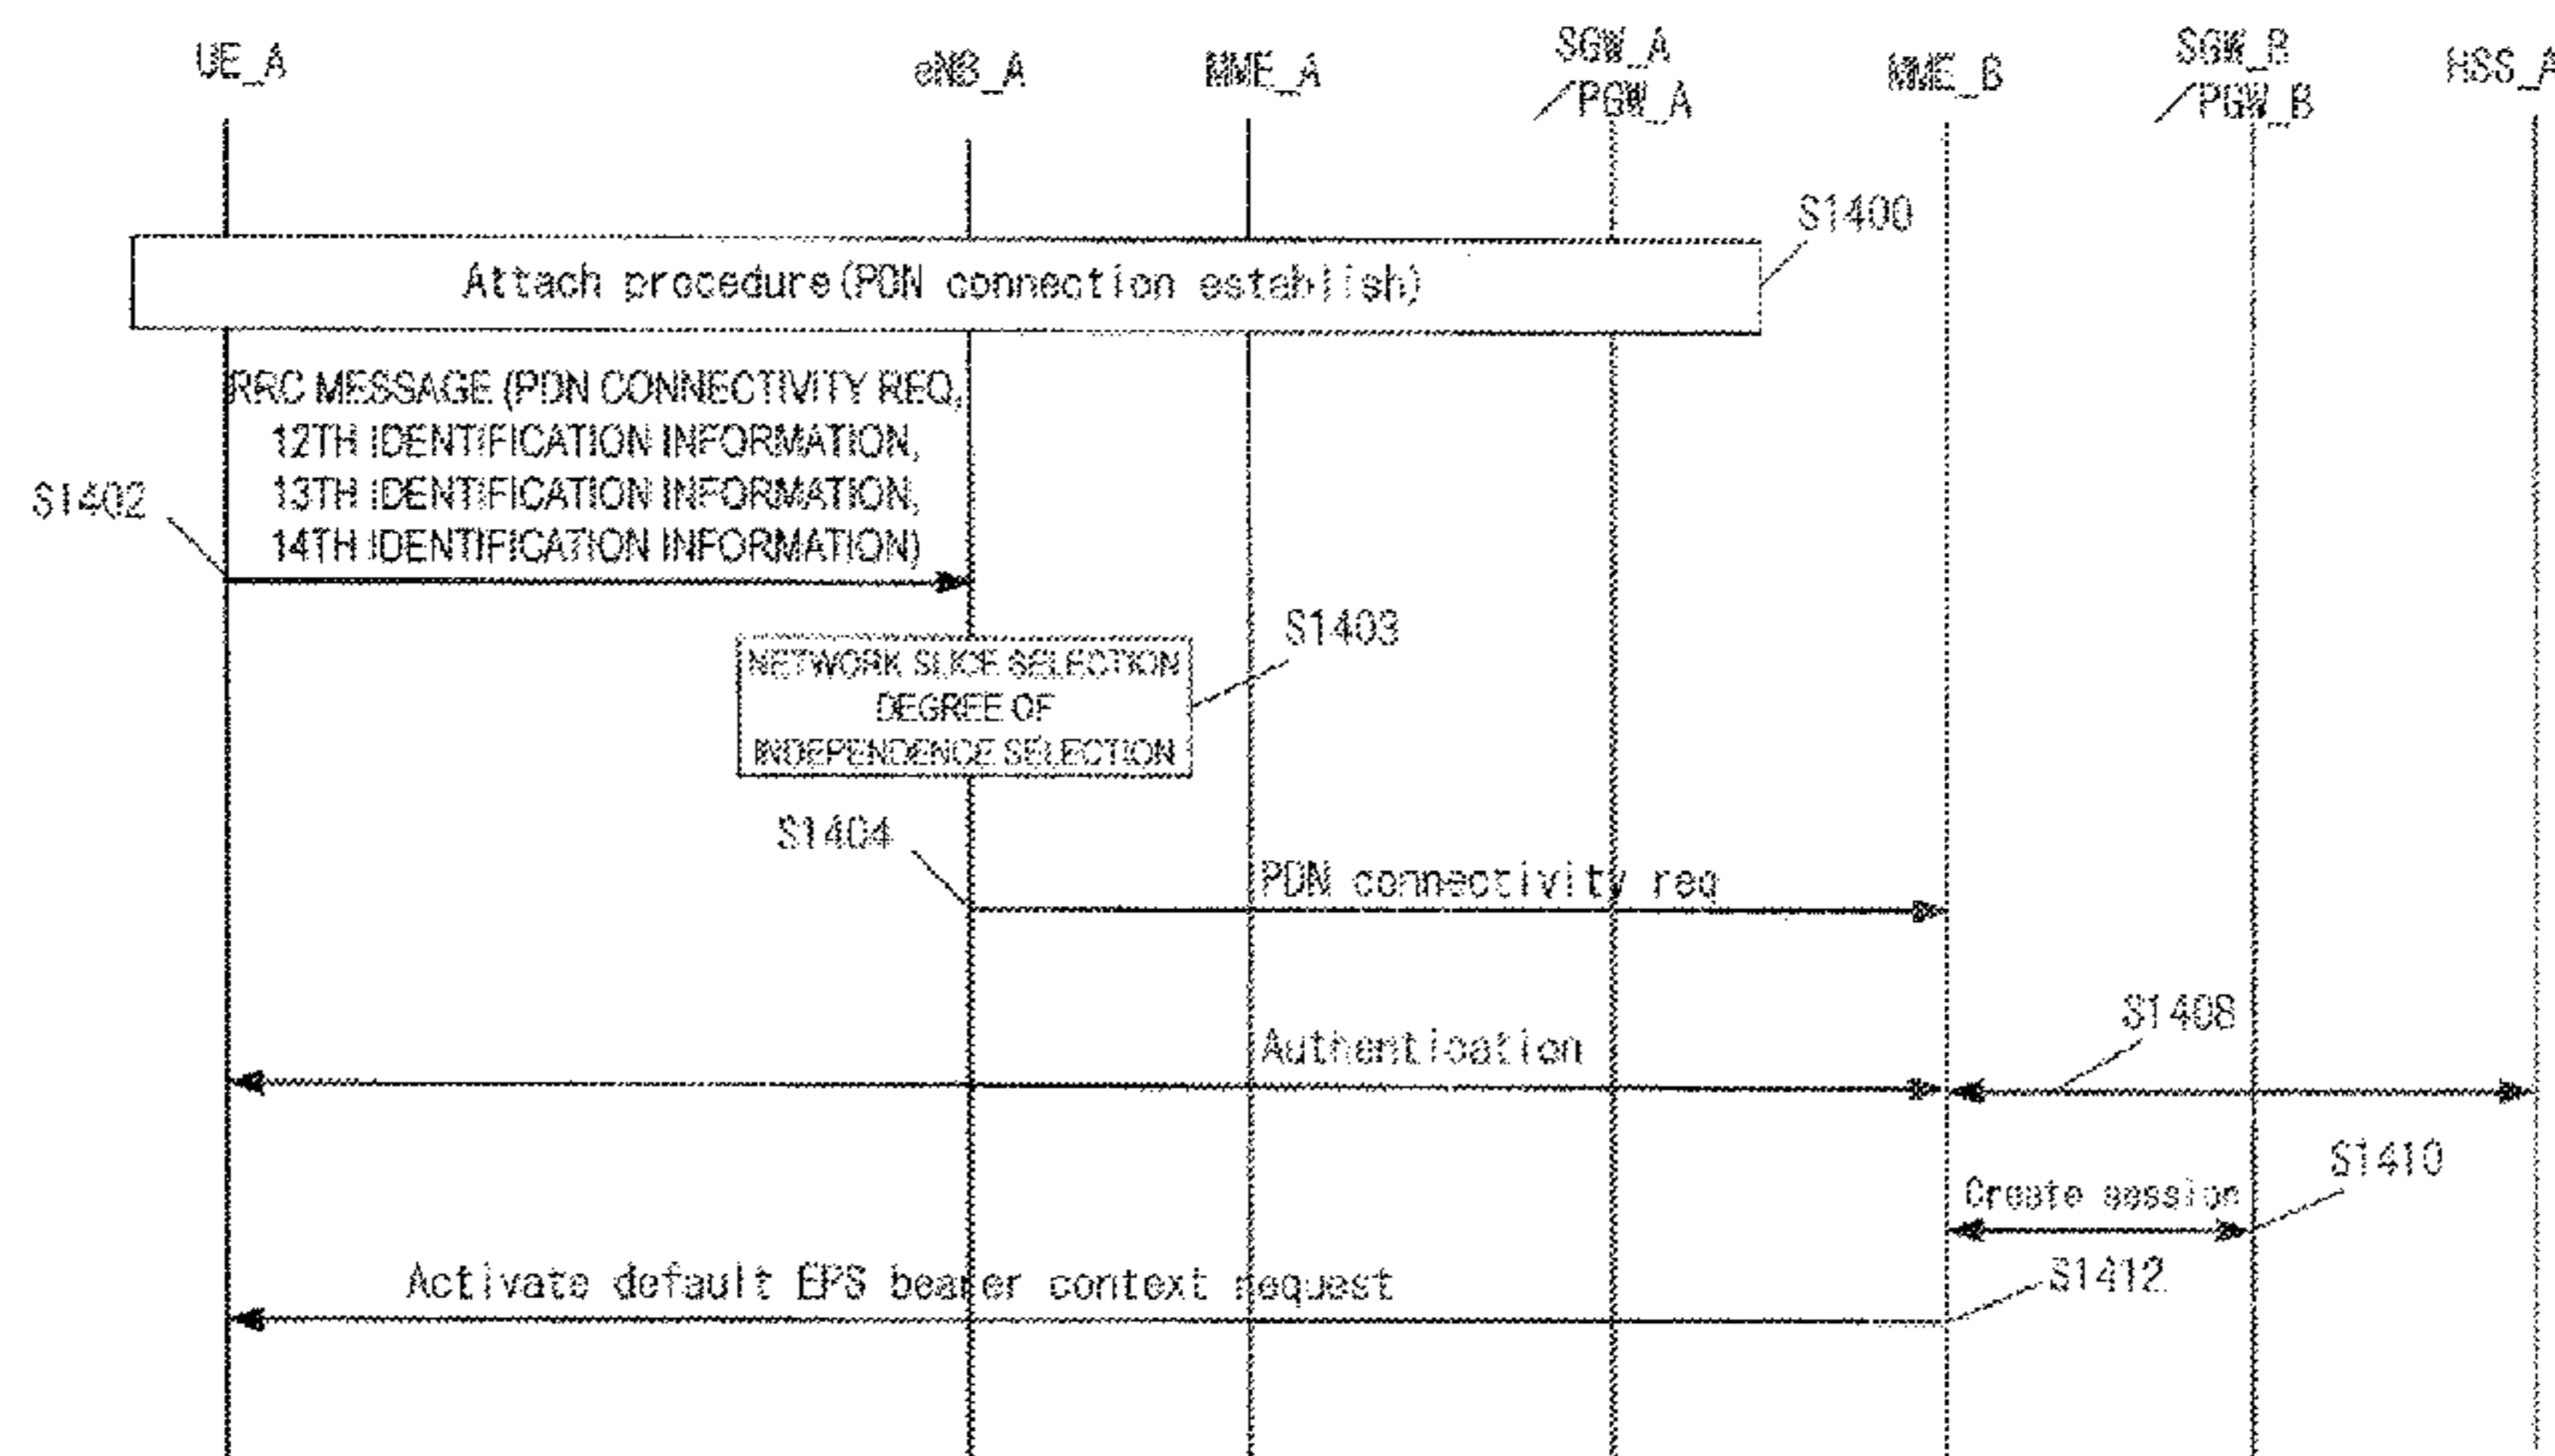 UE_A
eNB_A
MME_A
SGW_A
/PGW_A
MME_B
SGW_B
/PGW_B
HSS_A
S1400
Attach procedure(PDN connection establish)
RRC MESSAGE (PDN CONNECTIVITY REQ,
12TH IDENTIFICATION INFORMATION,
13TH IDENTIFICATION INFORMATION,
14TH IDENTIFICATION INFORMATION)
S1402
S1403
NETWORK SLICE SELECTION
DEGREE OF
INDEPENDENCE SELECTION
S1404
PDN connectivity req
S1408
Authentication
S1410
Create session
Activate default EPS bearer context request
S1412